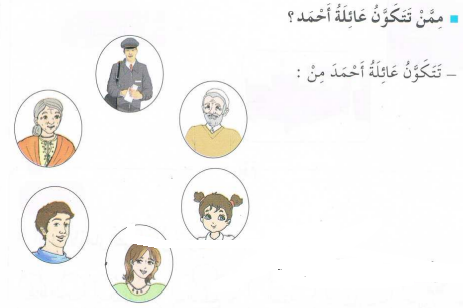 مِمَّنْ تَتَكَوَّنُ عَائِلَةُ أَحْمَد؟
– تَتَكَوَّنُ عَائِلَةُ أَحْمَدَ مِنْ :